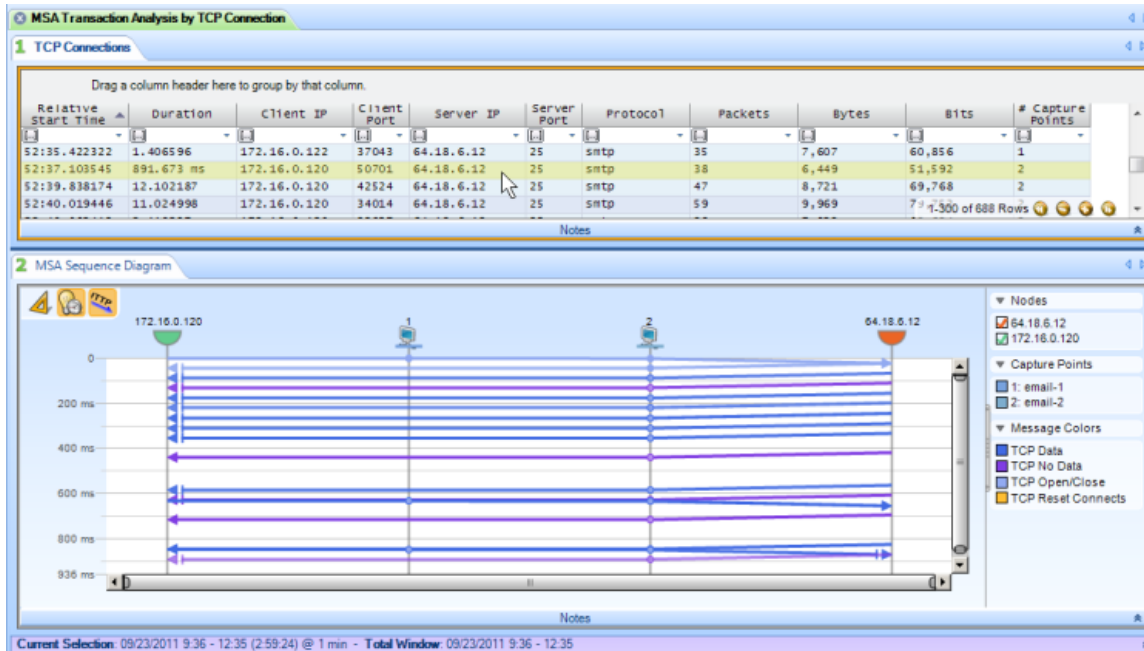 MSA Transaction Analysis by TCP Connection
1 TCP Connections
Drag a column header here to group by that column.
Relative Start Time Duration Client IP Client Port Server IP Server Port Protocol Packets Bytes Bits # Capture Points
52:35.422322 1.406596 172.16.0.122 37043 64.18.6.12 25 smtp 35 7,607 60,856 1
52:37.103545 891.673 ms 172.16.0.120 50701 64.18.6.12 25 smtp 38 6,449 51,592 2
52:39.838174 12.102187 172.16.0.120 42524 64.18.6.12 25 smtp 47 8,721 69,768 2
52:40.019446 11.024998 172.16.0.120 34014 64.18.6.12 25 smtp 59 9,969
1-300 of 688 Rows
Notes
2 MSA Sequence Diagram
HTTP
172.16.0.120 1 2 64.18.6.12
0
200 ms
400 ms
600 ms
800 ms
936 ms
Nodes
64.18.6.12
172.16.0.120
Capture Points
1: email-1
2: email-2
Message Colors
TCP Data
TCP No Data
TCP Open/Close
TCP Reset Connects
Notes
Current Selection: 09/23/2011 9:36 - 12:35 (2:59:24) @ 1 min - Total Window: 09/23/2011 9:36 - 12:35